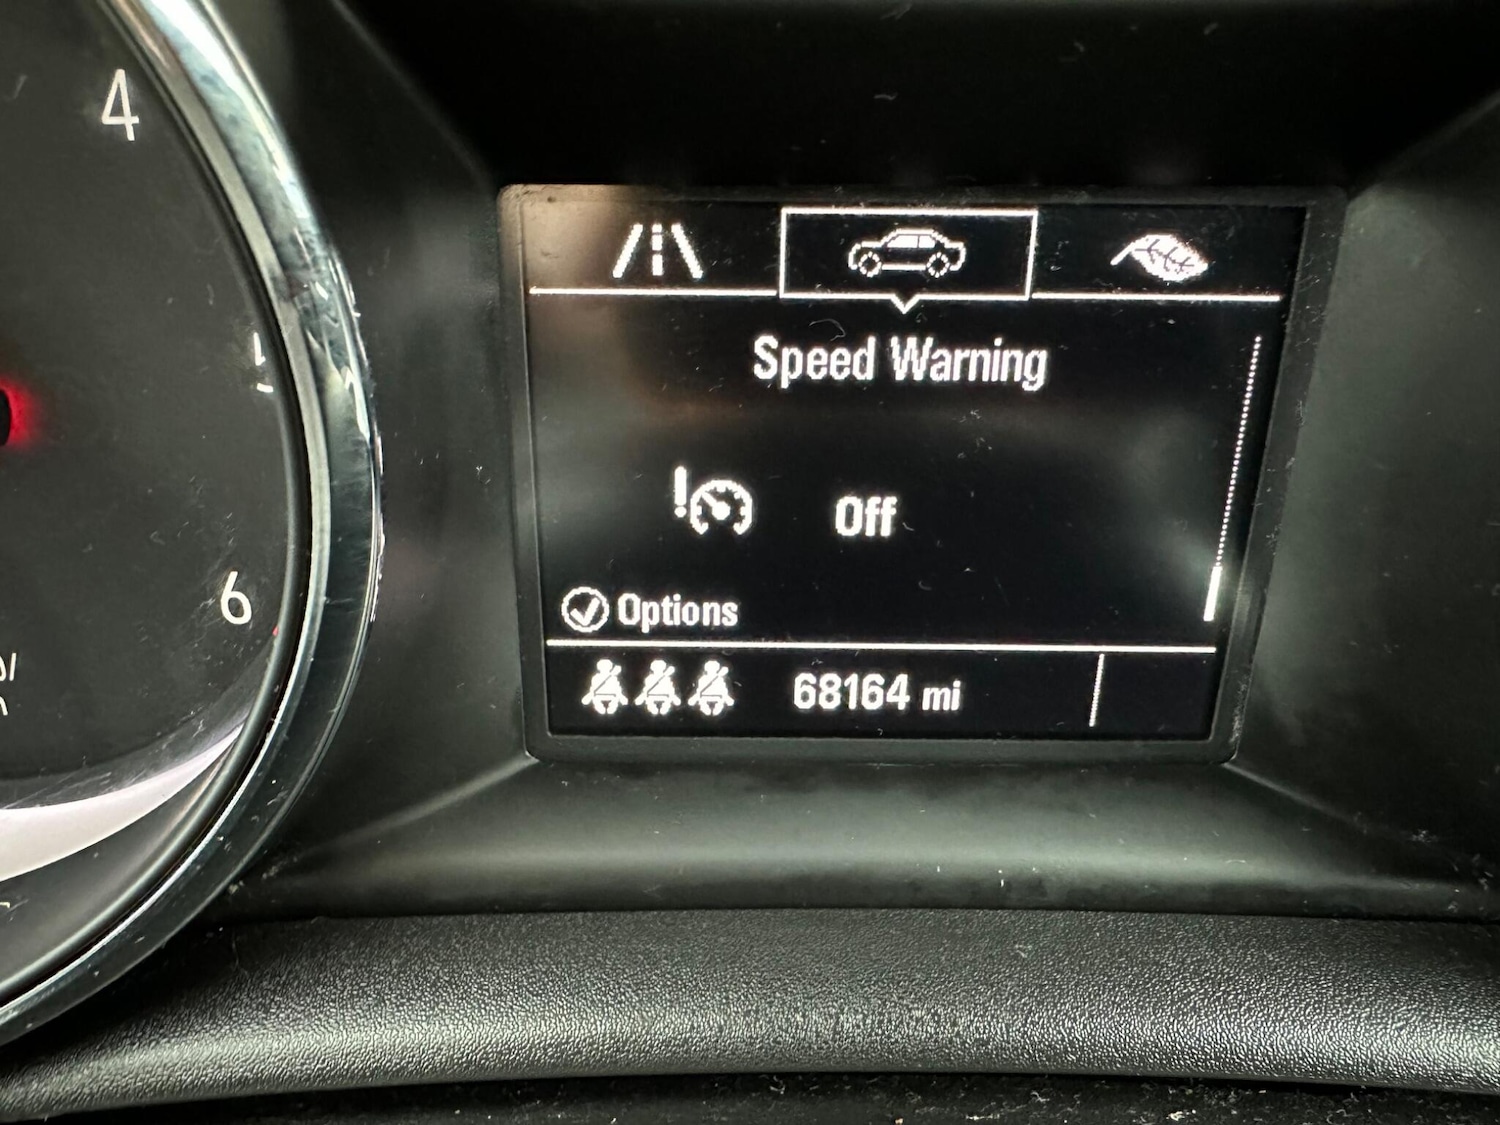 4
Speed Warning
Off
6
Options
68164 mi